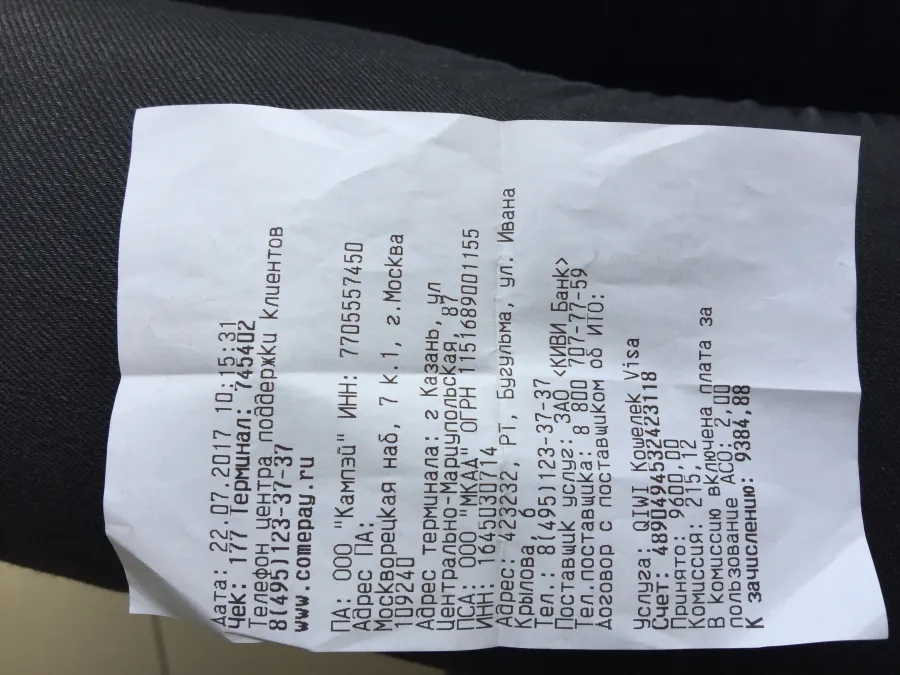 Дата: 22.07.2017 10:15:31
Чек: 177 Терминал: 745402
Телефон центра поддержки клиентов
8(495)123-37-37
www.comepay.ru
ПА: ООО "Кампэй" ИНН: 7705557450
Адрес ПА:
Москворецкая наб, 7 к.1, г.Москва
109240
Адрес терминала: г Казань, ул
Центрально-Мариупольская, 87
ПСА: ООО "МКАД" ОГРН 1151689001155
ИНН: 1645030714
Адрес: 423232, РТ, Бугульма, ул. Ивана
Крылова 6
Тел.: 8(495)123-37-37
Поставщик услуг: ЗАО <КИВИ Банк>
Тел.поставщика: 8 800 707-77-59
Дозовор с поставщиком об ИТО:
Услуга: QIWI Кошелек Visa
Счет: 4890494532423118
Принято: 9600,00
Комиссия: 215,12
В комиссию включена плата за
пользование АСО: 2,00
К зачислению: 9384,88